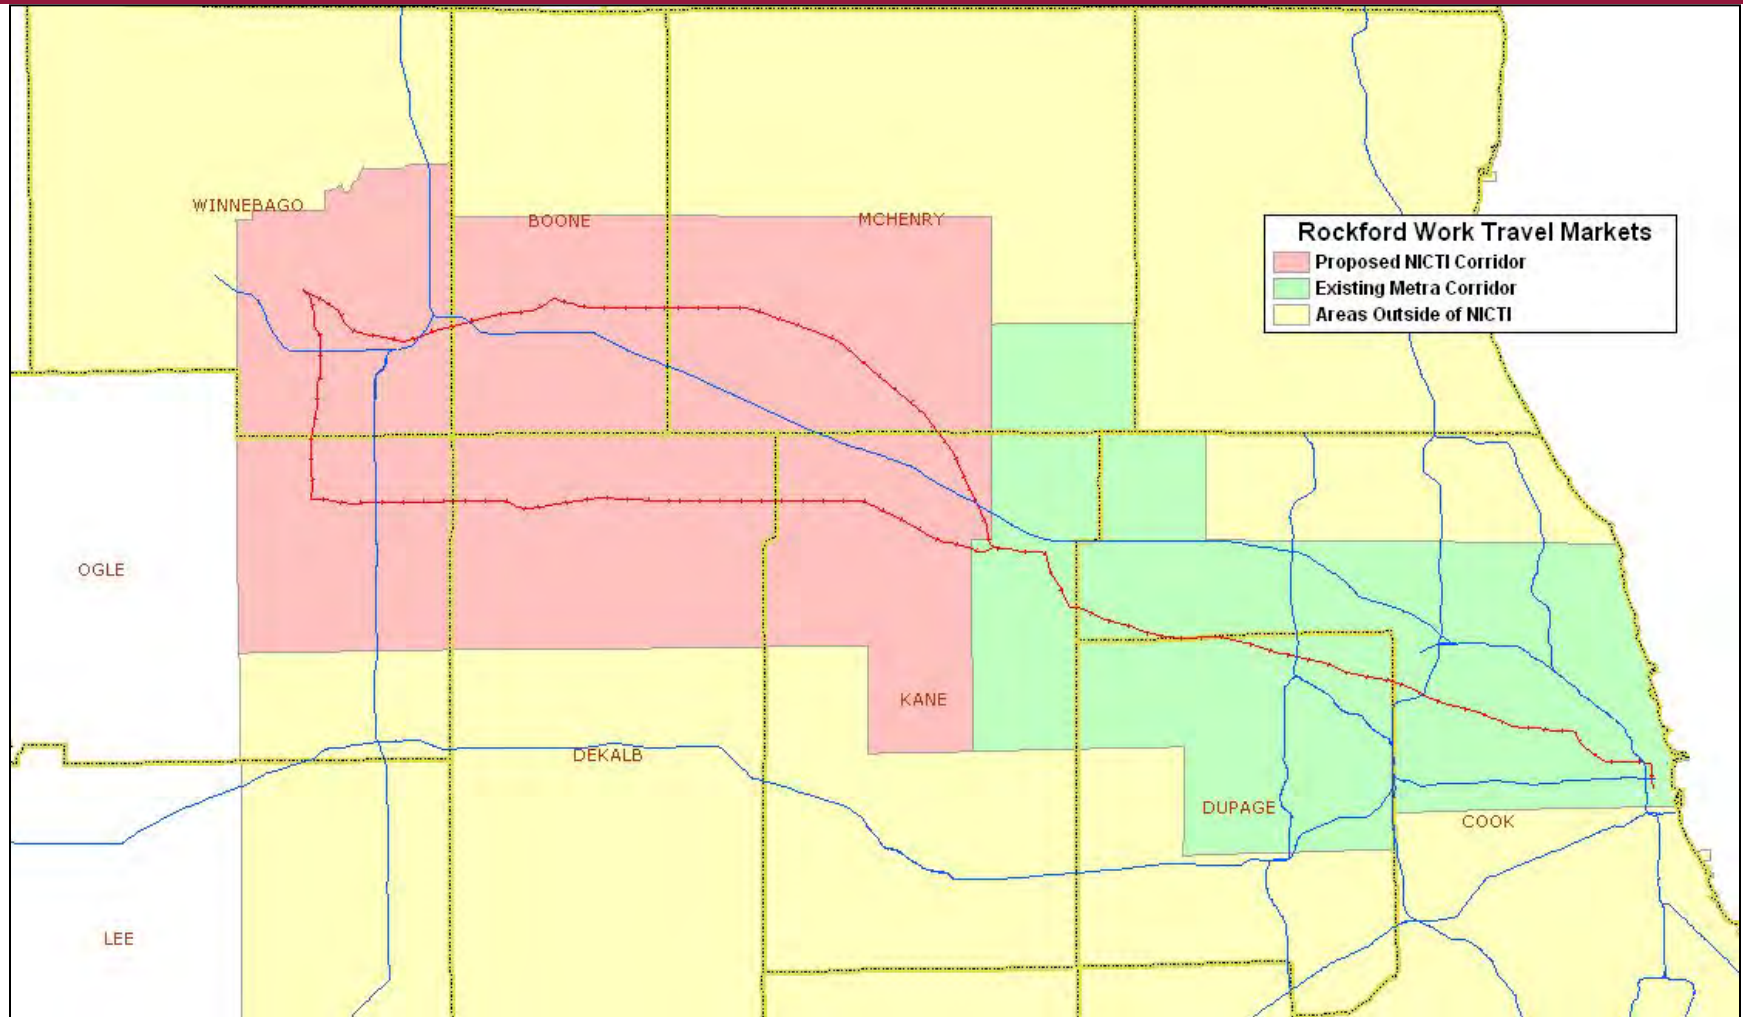 WINNEBAGO
BOONE
MCHENRY
Rockford Work Travel Markets
Proposed NICTI Corridor
Existing Metra Corridor
Areas Outside of NICTI
OGLE
KANE
DEKALB
DUPAGE
COOK
LEE